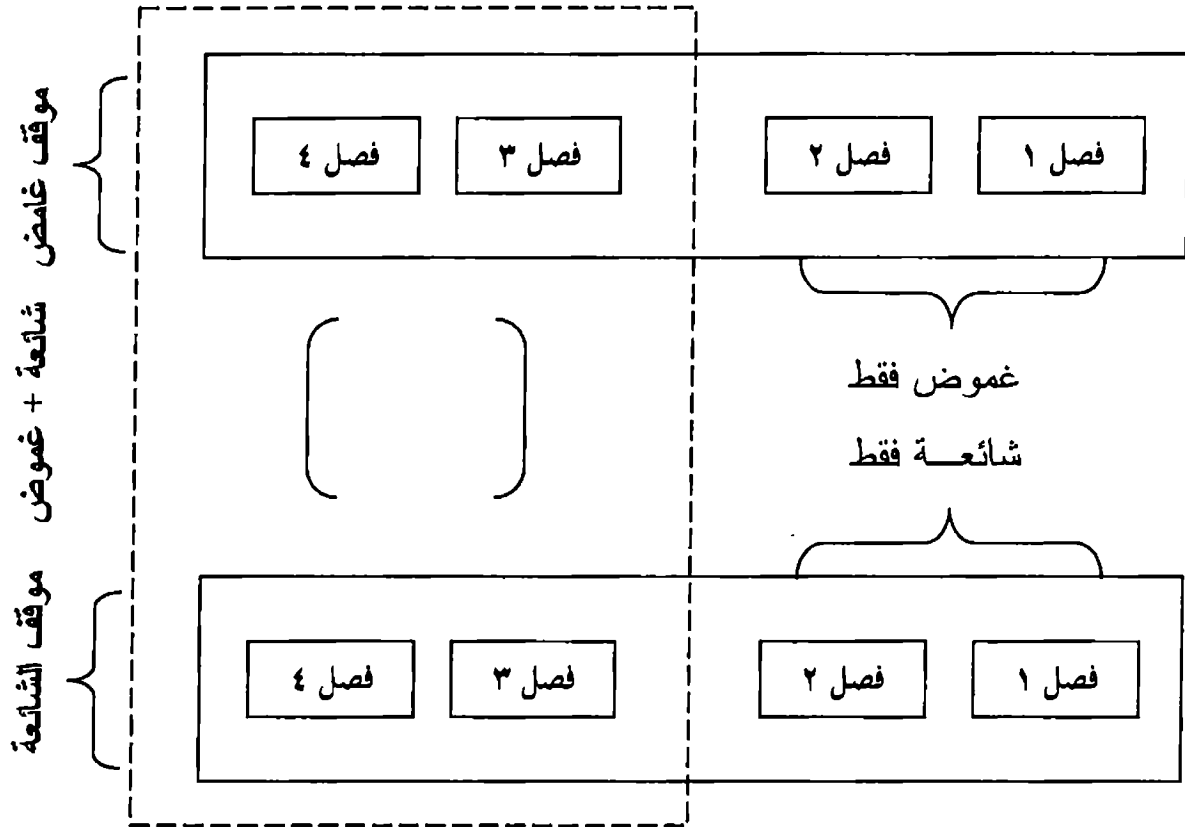 فصل ١
فصل ٢
فصل ٣
فصل ٤
موقف غامض
غموض فقط
شائعــة فقط
شائعة + غموض
فصل ١
فصل ٢
فصل ٣
فصل ٤
موقف الشائعة